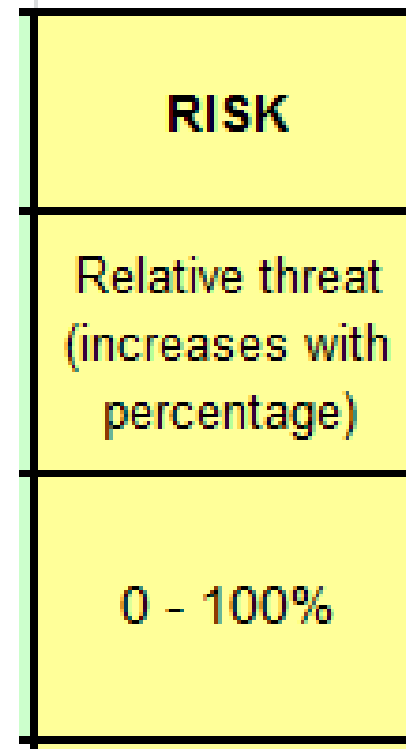 RISK
Relative threat
(increases with
percentage)
0 - 100%